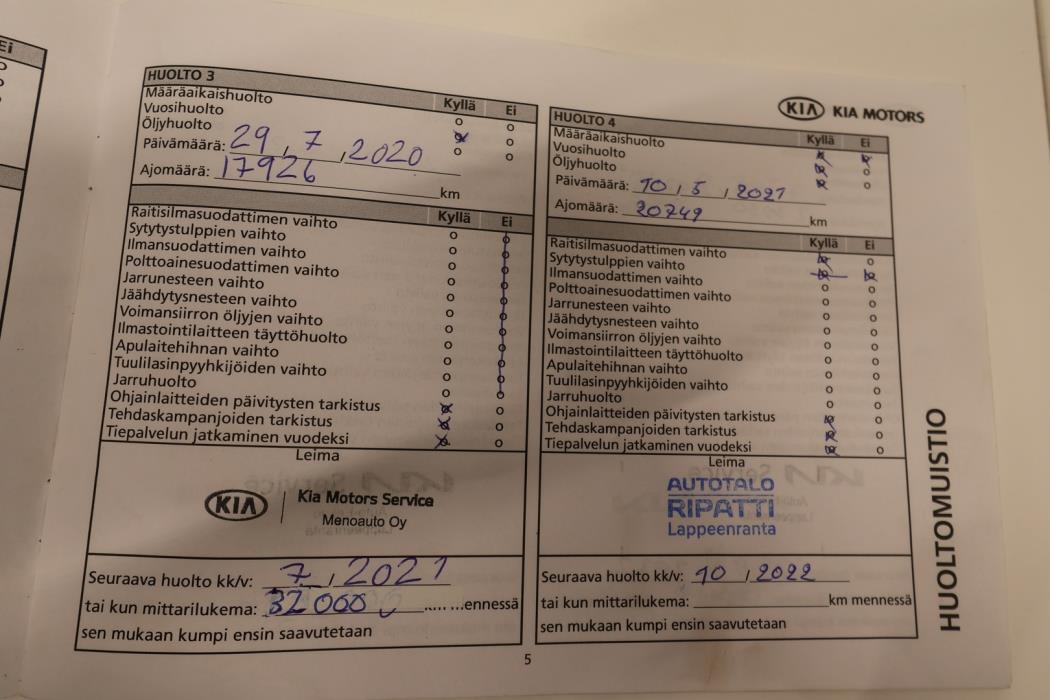 Ei
HUOLTO 3
Kyllä Ei
Määräaikaishuolto
Vuosihuolto
Öljyhuolto
Päivämäärä: 29 , 7 , 2020
Ajomäärä: 17926 km
Kyllä Ei
Raitisilmasuodattimen vaihto
Sytytystulppien vaihto
Ilmansuodattimen vaihto
Polttoainesuodattimen vaihto
Jarrunesteen vaihto
Jäähdytysnesteen vaihto
Voimansiirron öljyjen vaihto
Ilmastointilaitteen täyttöhuolto
Apulaitehihnan vaihto
Tuulilasinpyyhkijöiden vaihto
Jarruhuolto
Ohjainlaitteiden päivitysten tarkistus
Tehdaskampanjoiden tarkistus
Tiepalvelun jatkaminen vuodeksi
Leima
KIA Kia Motors Service
Menoauto Oy
Seuraava huolto kk/v: 7 , 2021
tai kun mittarilukema: 32000 ennessä
sen mukaan kumpi ensin saavutetaan
KIA KIA MOTORS
HUOLTO 4
Kyllä Ei
Määräaikaishuolto
Vuosihuolto
Öljyhuolto
Päivämäärä: 10 , 5 , 2021
Ajomäärä: 20749 km
Kyllä Ei
Raitisilmasuodattimen vaihto
Sytytystulppien vaihto
Ilmansuodattimen vaihto
Polttoainesuodattimen vaihto
Jarrunesteen vaihto
Jäähdytysnesteen vaihto
Voimansiirron öljyjen vaihto
Ilmastointilaitteen täyttöhuolto
Apulaitehihnan vaihto
Tuulilasinpyyhkijöiden vaihto
Jarruhuolto
Ohjainlaitteiden päivitysten tarkistus
Tehdaskampanjoiden tarkistus
Tiepalvelun jatkaminen vuodeksi
Leima
AUTOTALO
RIPATTI
Lappeenranta
Seuraava huolto kk/v: 10 , 2022
tai kun mittarilukema: km mennessä
sen mukaan kumpi ensin saavutetaan
HUOLTOMUISTIO
5